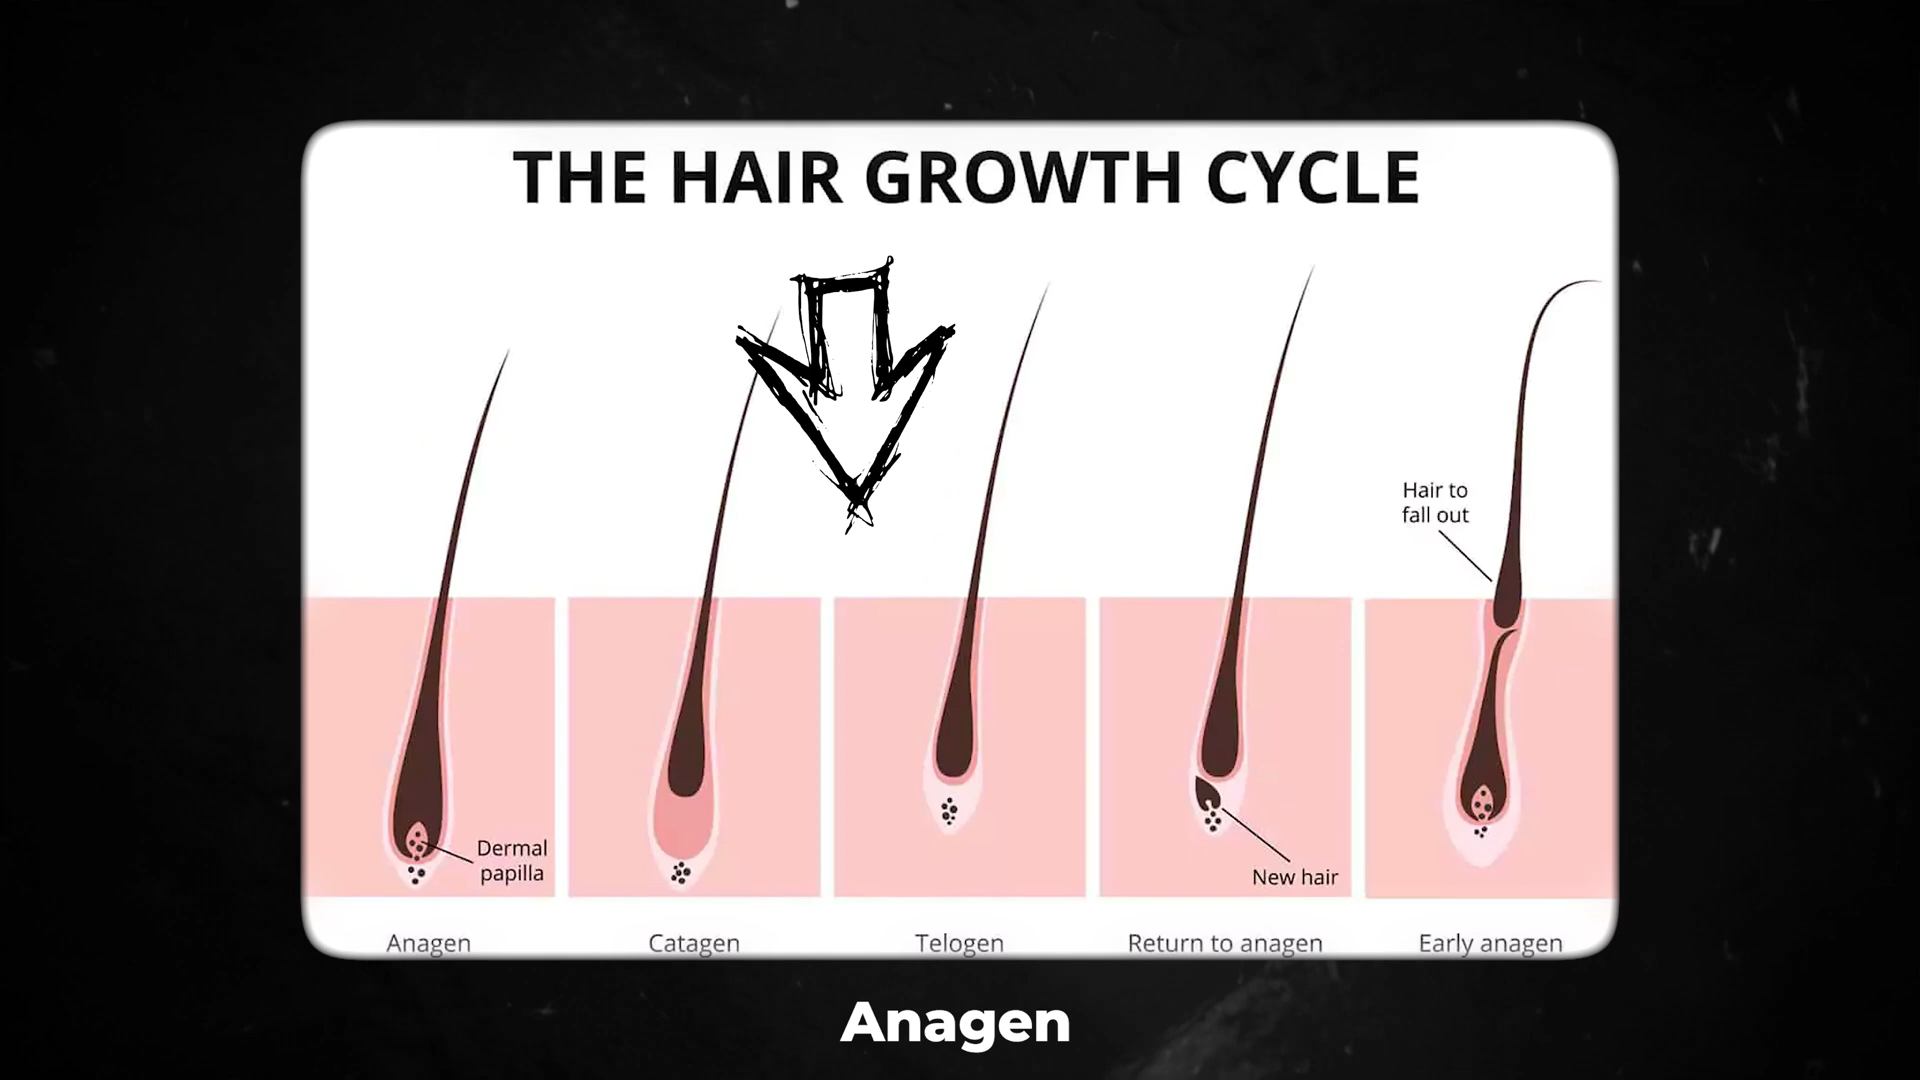 THE HAIR GROWTH CYCLE
Hair to
fall out
Dermal
papilla
New hair
Anagen
Catagen
Telogen
Return to anagen
Early anagen
Anagen